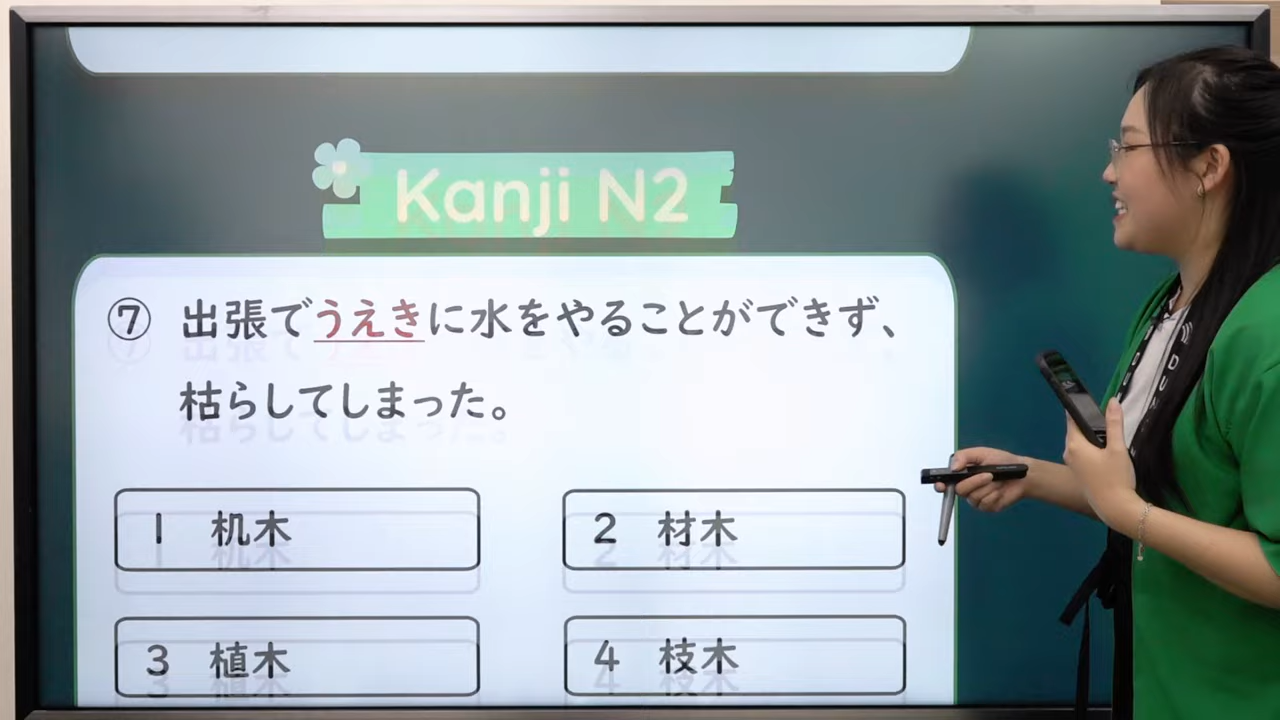 Kanji N2
⑦ 出張でうえきに水をやることができず、
枯らしてしまった。
1 机木
2 材木
3 植木
4 枝木